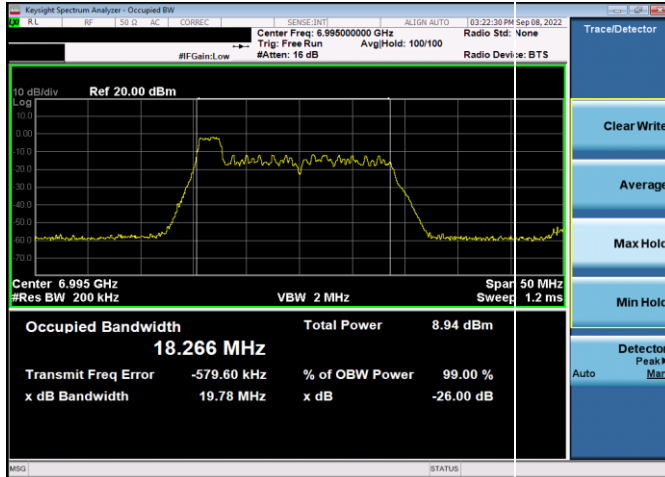 Keysight Spectrum Analyzer - Occupied BW
RL RF 50 Ω AC CORREC SENSE:INT ALIGN AUTO 03:22:30 PM Sep 08, 2022
Center Freq: 6.995000000 GHz Radio Std: None
Trig: Free Run Avg|Hold: 100/100
#IFGain:Low #Atten: 16 dB Radio Device: BTS
10 dB/div Ref 20.00 dBm
Log
10.0
0.00
-10.0
-20.0
-30.0
-40.0
-50.0
-60.0
-70.0
Center 6.995 GHz Span 50 MHz
#Res BW 200 kHz VBW 2 MHz Sweep 1.2 ms
Occupied Bandwidth Total Power 8.94 dBm
18.266 MHz
Transmit Freq Error -579.60 kHz % of OBW Power 99.00 %
x dB Bandwidth 19.78 MHz x dB -26.00 dB
MSG STATUS
Trace/Detector
Clear Write
Average
Max Hold
Min Hold
Detector
Peak
Auto Man